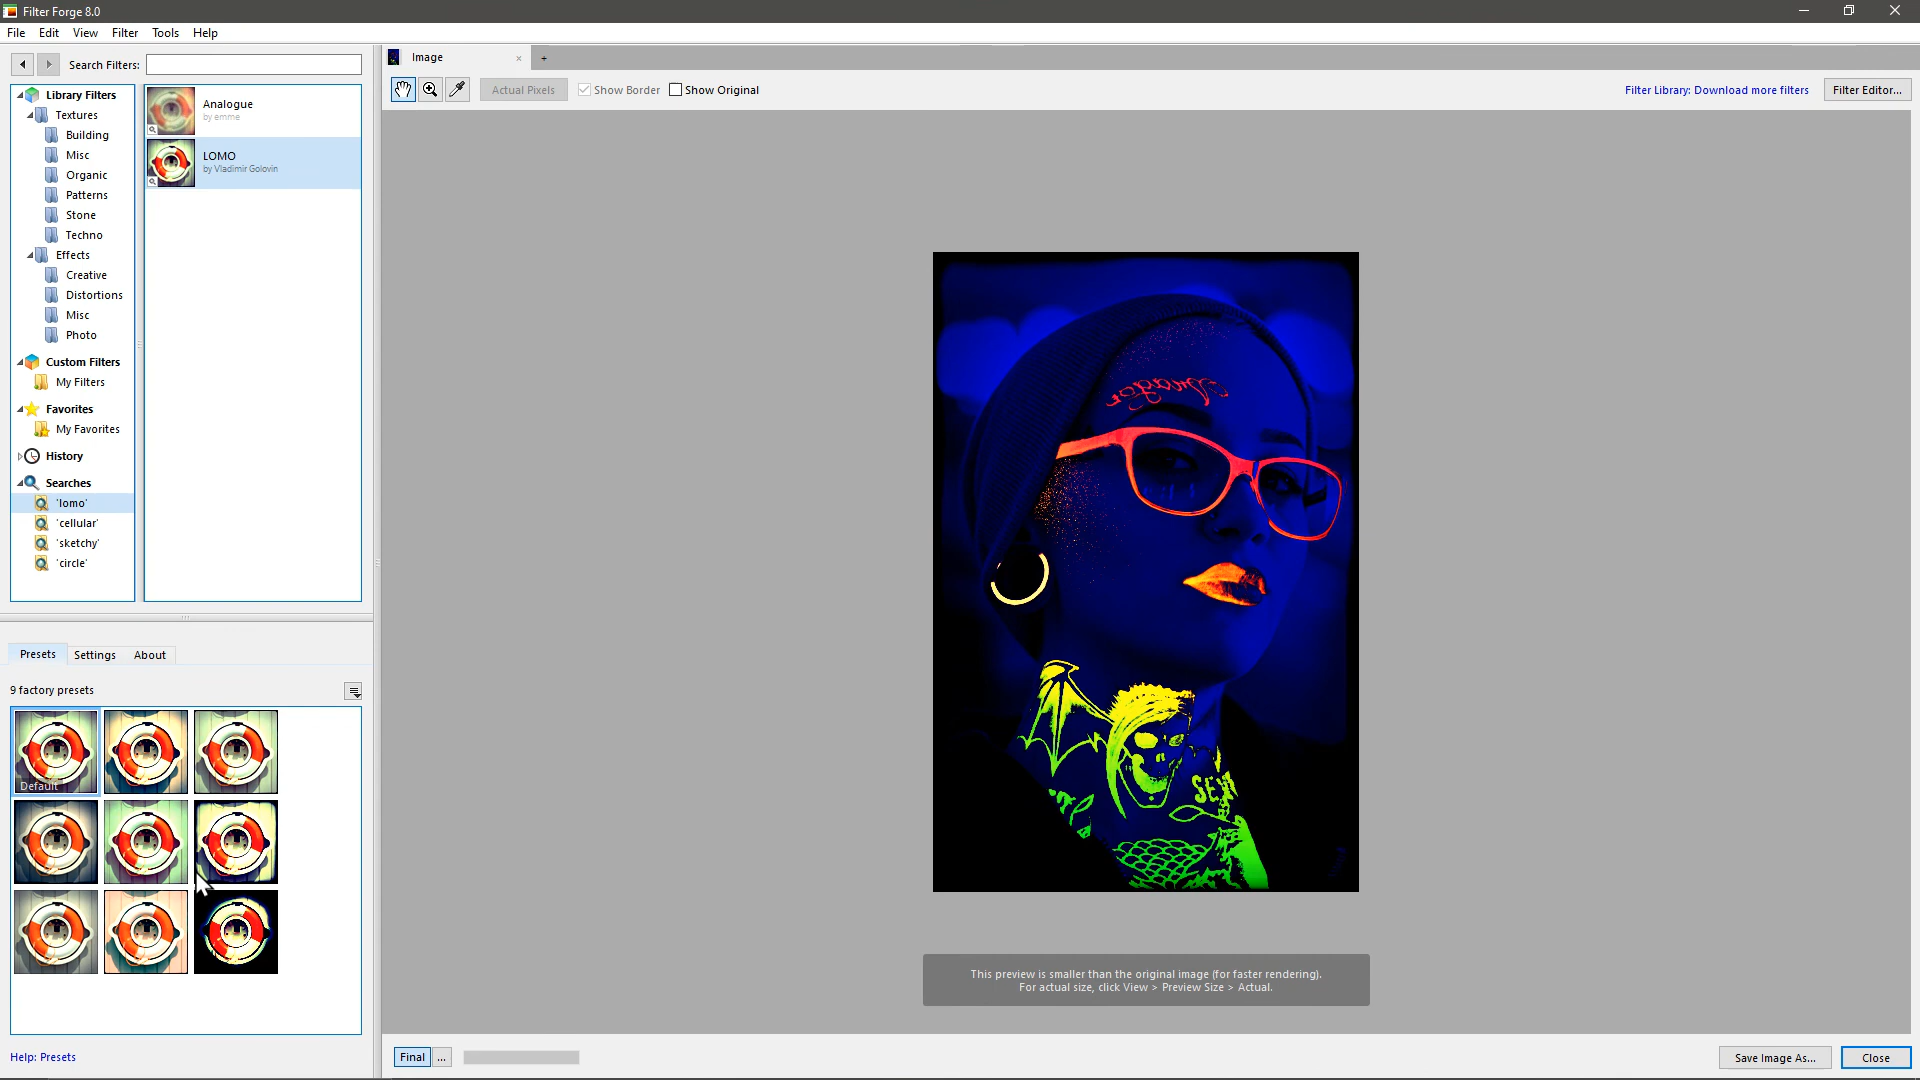 Filter Forge 8.0
File Edit View Filter Tools Help
Search Filters:
Library Filters
Textures
Building
Misc
Organic
Patterns
Stone
Techno
Effects
Creative
Distortions
Misc
Photo
Custom Filters
My Filters
Favorites
My Favorites
History
Searches
'lomo'
'cellular'
'sketchy'
'circle'
Analogue
by emme
LOMO
by Vladimir Golovin
Presets Settings About
9 factory presets
Default
Help: Presets
Image × +
Actual Pixels Show Border Show Original
Filter Library: Download more filters Filter Editor...
This preview is smaller than the original image (for faster rendering).
For actual size, click View > Preview Size > Actual.
Final ...
Save Image As... Close